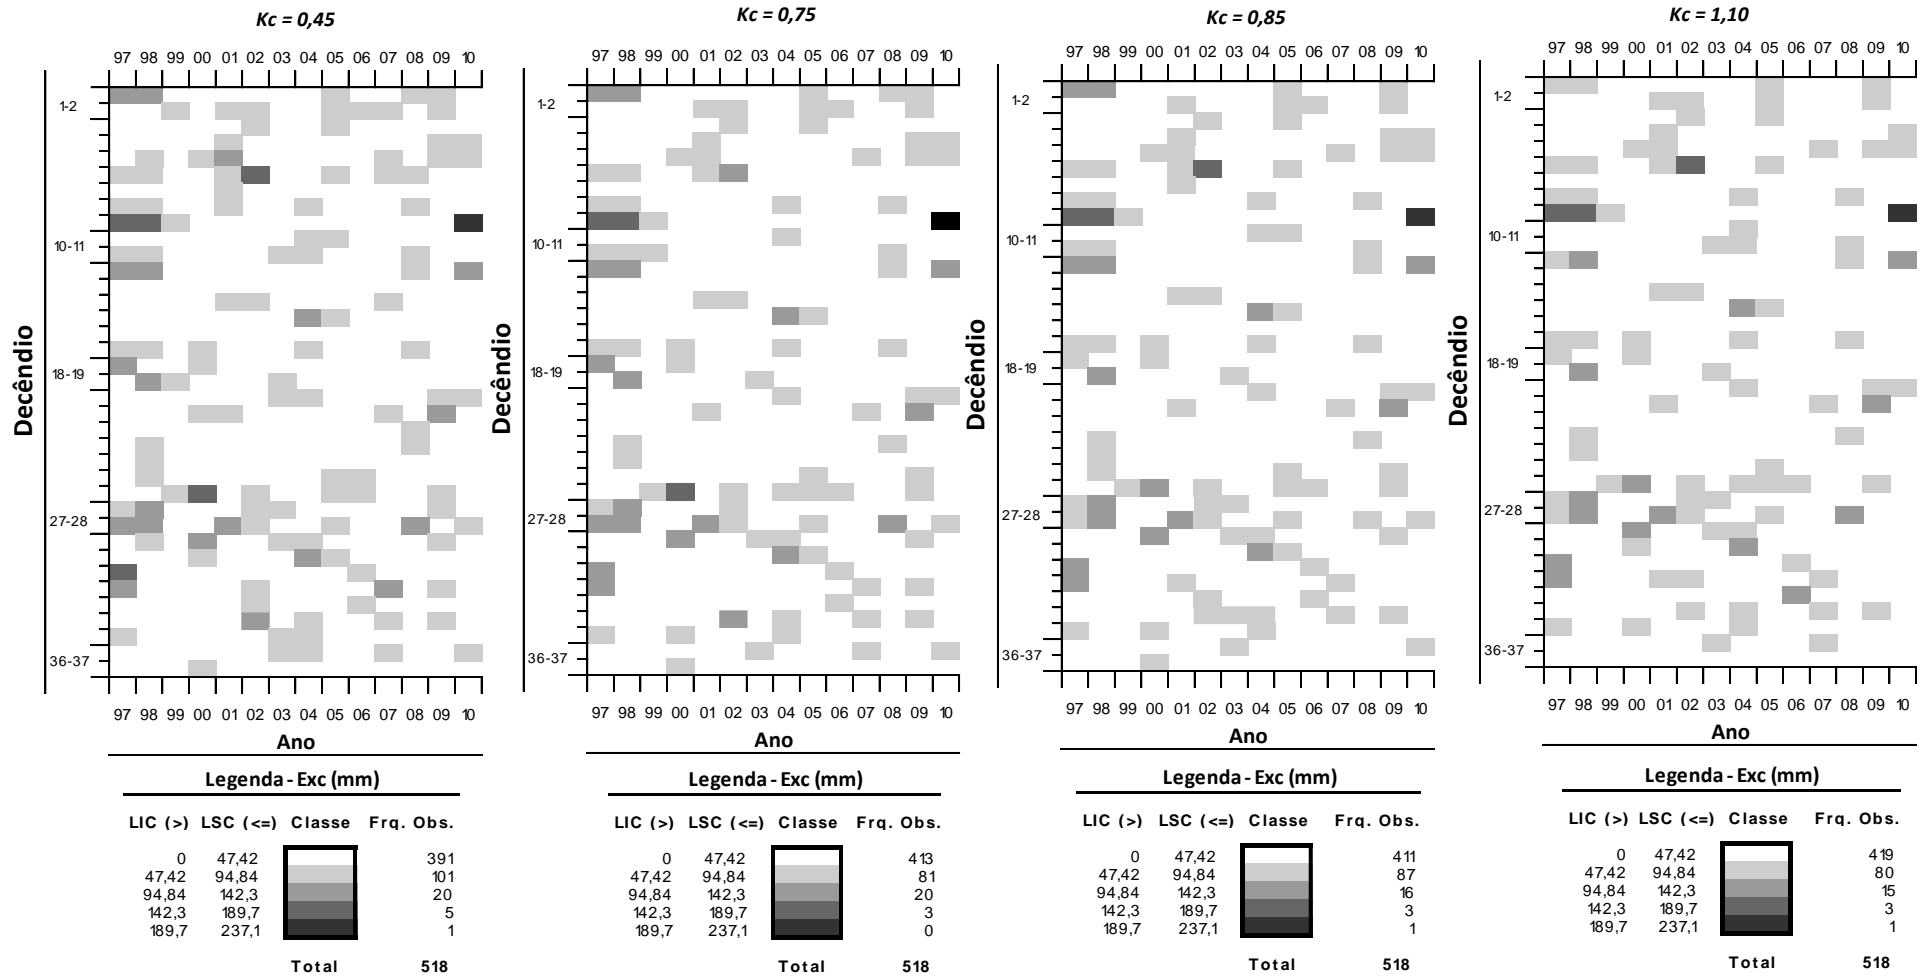 Kc = 0,45
97 98 99 00 01 02 03 04 05 06 07 08 09 10
1-2
10-11
Decêndio
18-19
27-28
36-37
97 98 99 00 01 02 03 04 05 06 07 08 09 10
Ano
Legenda - Exc (mm)
LIC (>) LSC (<=) Classe Frq. Obs.
0 47,42 391
47,42 94,84 101
94,84 142,3 20
142,3 189,7 5
189,7 237,1 1
Total 518
Kc = 0,75
97 98 99 00 01 02 03 04 05 06 07 08 09 10
1-2
10-11
Decêndio
18-19
27-28
36-37
97 98 99 00 01 02 03 04 05 06 07 08 09 10
Ano
Legenda - Exc (mm)
LIC (>) LSC (<=) Classe Frq. Obs.
0 47,42 413
47,42 94,84 81
94,84 142,3 20
142,3 189,7 3
189,7 237,1 0
Total 518
Kc = 0,85
97 98 99 00 01 02 03 04 05 06 07 08 09 10
1-2
10-11
Decêndio
18-19
27-28
36-37
97 98 99 00 01 02 03 04 05 06 07 08 09 10
Ano
Legenda - Exc (mm)
LIC (>) LSC (<=) Classe Frq. Obs.
0 47,42 411
47,42 94,84 87
94,84 142,3 16
142,3 189,7 3
189,7 237,1 1
Total 518
Kc = 1,10
97 98 99 00 01 02 03 04 05 06 07 08 09 10
1-2
10-11
Decêndio
18-19
27-28
36-37
97 98 99 00 01 02 03 04 05 06 07 08 09 10
Ano
Legenda - Exc (mm)
LIC (>) LSC (<=) Classe Frq. Obs.
0 47,42 419
47,42 94,84 80
94,84 142,3 15
142,3 189,7 3
189,7 237,1 1
Total 518